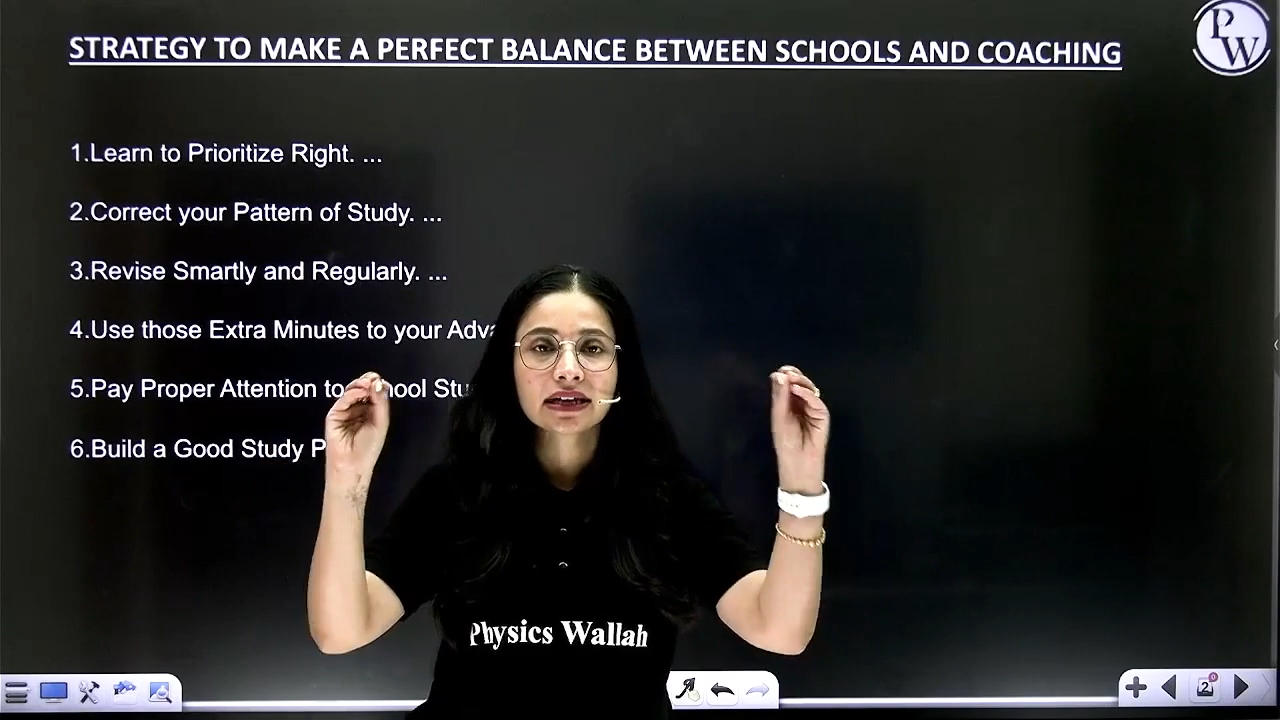 STRATEGY TO MAKE A PERFECT BALANCE BETWEEN SCHOOLS AND COACHING
PW
1.Learn to Prioritize Right. ...
2.Correct your Pattern of Study. ...
3.Revise Smartly and Regularly. ...
4.Use those Extra Minutes to your
5.Pay Proper Attention to
6.Build a Good Study
Physics Wallah
2